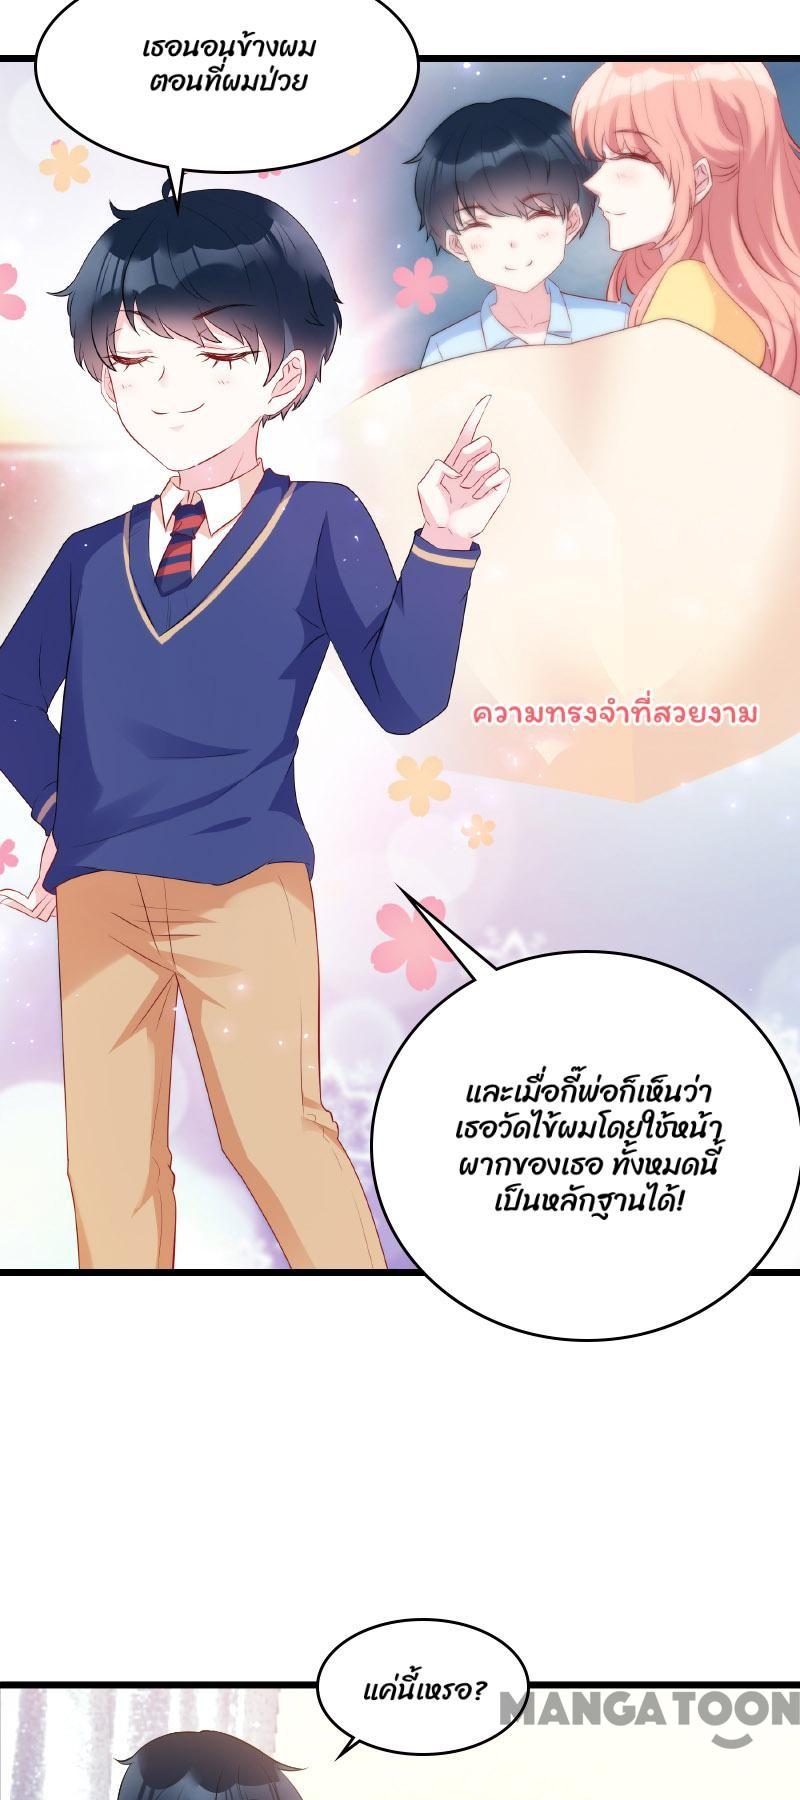 เธอนอนข้างผม
ตอนที่ผมป่วย
ความทรงจำที่สวยงาม
และเมื่อกี๊พ่อก็เห็นว่า
เธอวัดไข้ผมโดยใช้หน้า
ผากของเธอ ทั้งหมดนี้
เป็นหลักฐานได้!
แค่นี้เหรอ?
MANGATOON